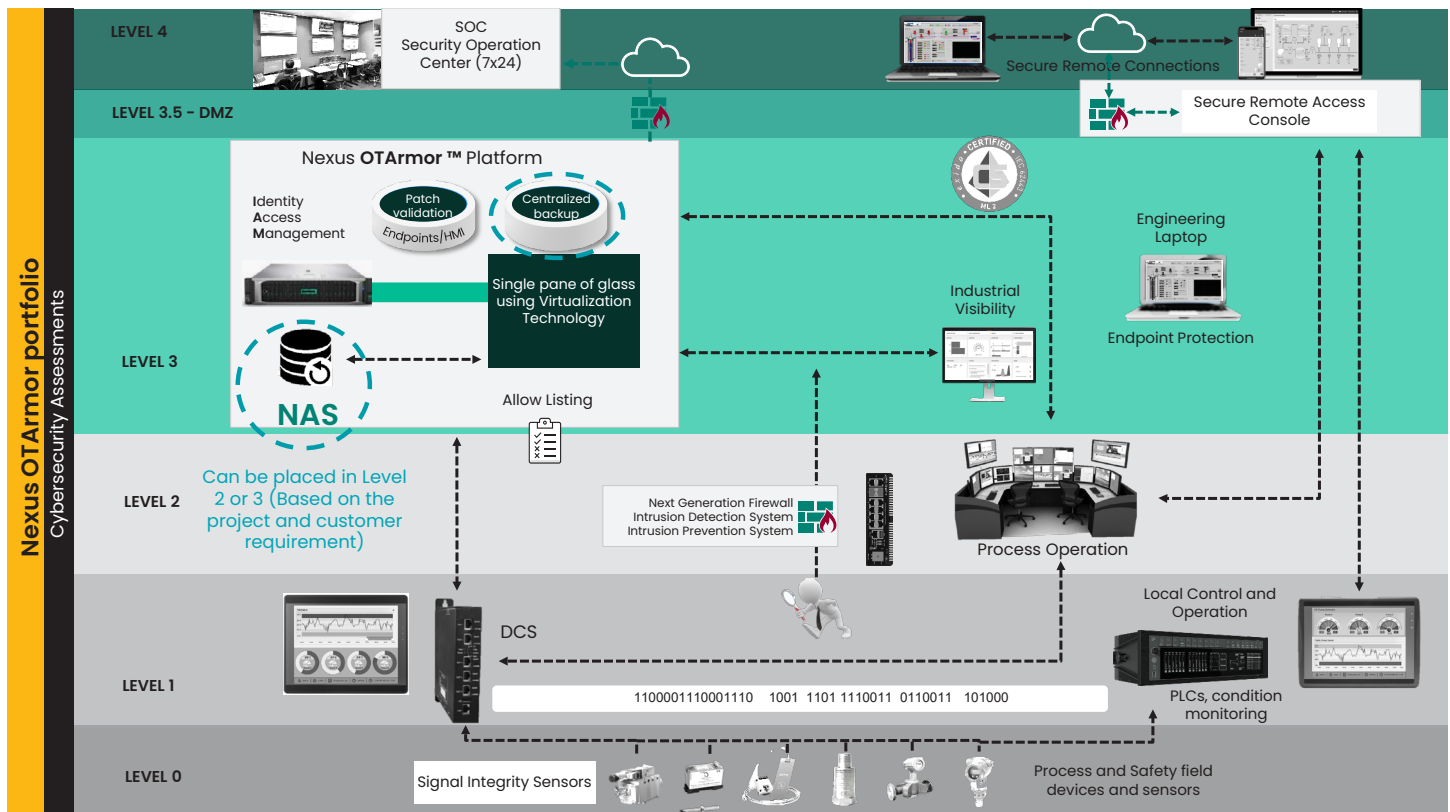 Nexus OTArmor portfolio
Cybersecurity Assessments
LEVEL 4
SOC
Security Operation
Center (7x24)
Secure Remote Connections
LEVEL 3.5 - DMZ
Secure Remote Access
Console
Nexus OTArmor ™ Platform
Identity
Access
Management
Patch
validation
Endpoints/HMI
Centralized
backup
Single pane of glass
using Virtualization
Technology
NAS
Allow Listing
exida • CERTIFIED • IEC 62443
ML 2
Engineering
Laptop
Endpoint Protection
Industrial
Visibility
LEVEL 3
LEVEL 2
Can be placed in Level
2 or 3 (Based on the
project and customer
requirement)
Next Generation Firewall
Intrusion Detection System
Intrusion Prevention System
Process Operation
LEVEL 1
DCS
1100001110001110 1001 1101 1110011 0110011 101000
Local Control and
Operation
PLCs, condition
monitoring
LEVEL 0
Signal Integrity Sensors
Process and Safety field
devices and sensors